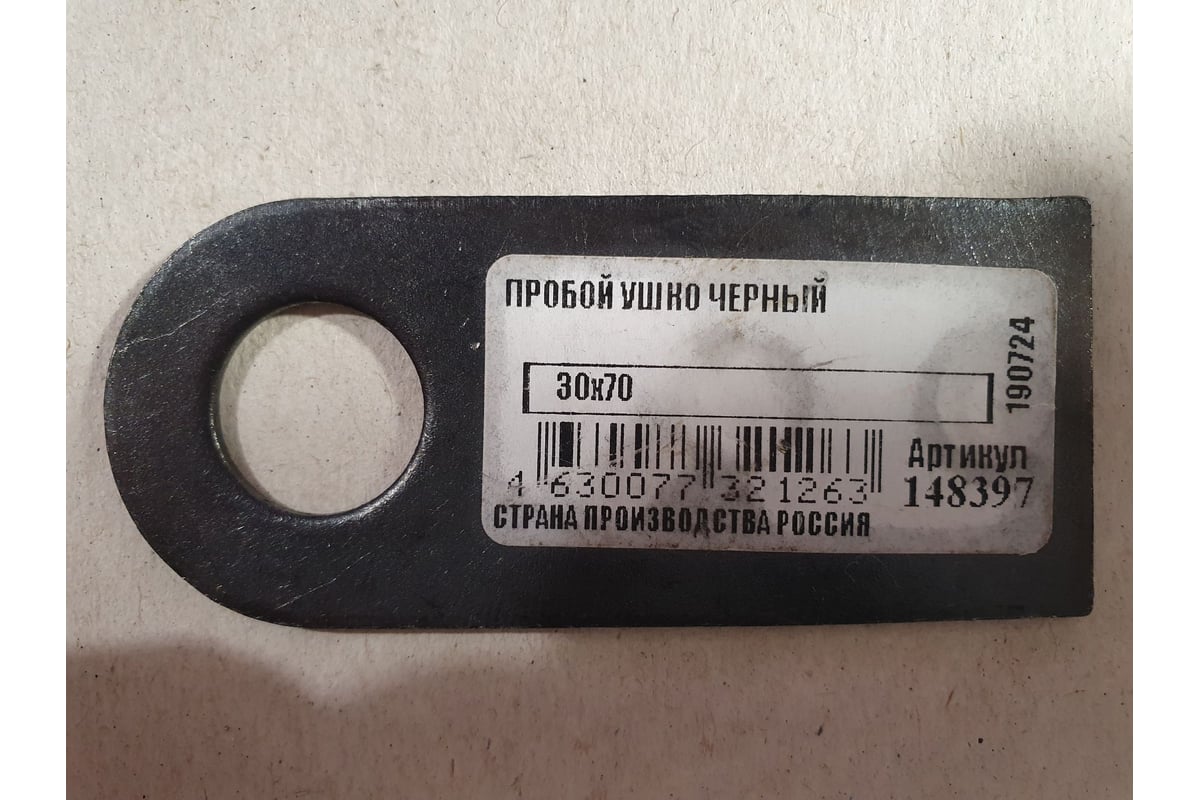 ПРОБОЙ УШКО ЧЕРНЫЙ
190724
30х70
4 630077 321263
Артикул
148397
СТРАНА ПРОИЗВОДСТВА РОССИЯ